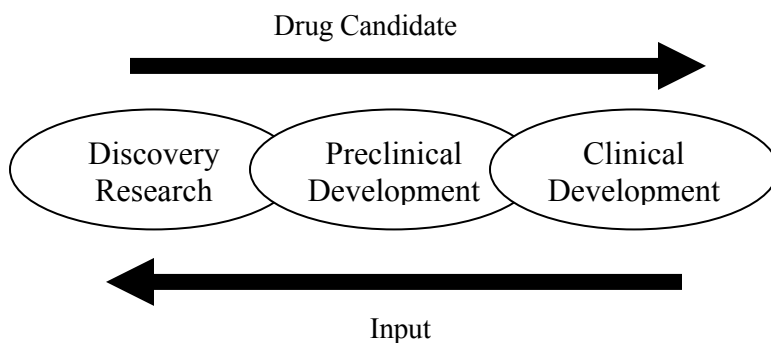 Drug Candidate
Discovery
Research
Preclinical
Development
Clinical
Development
Input